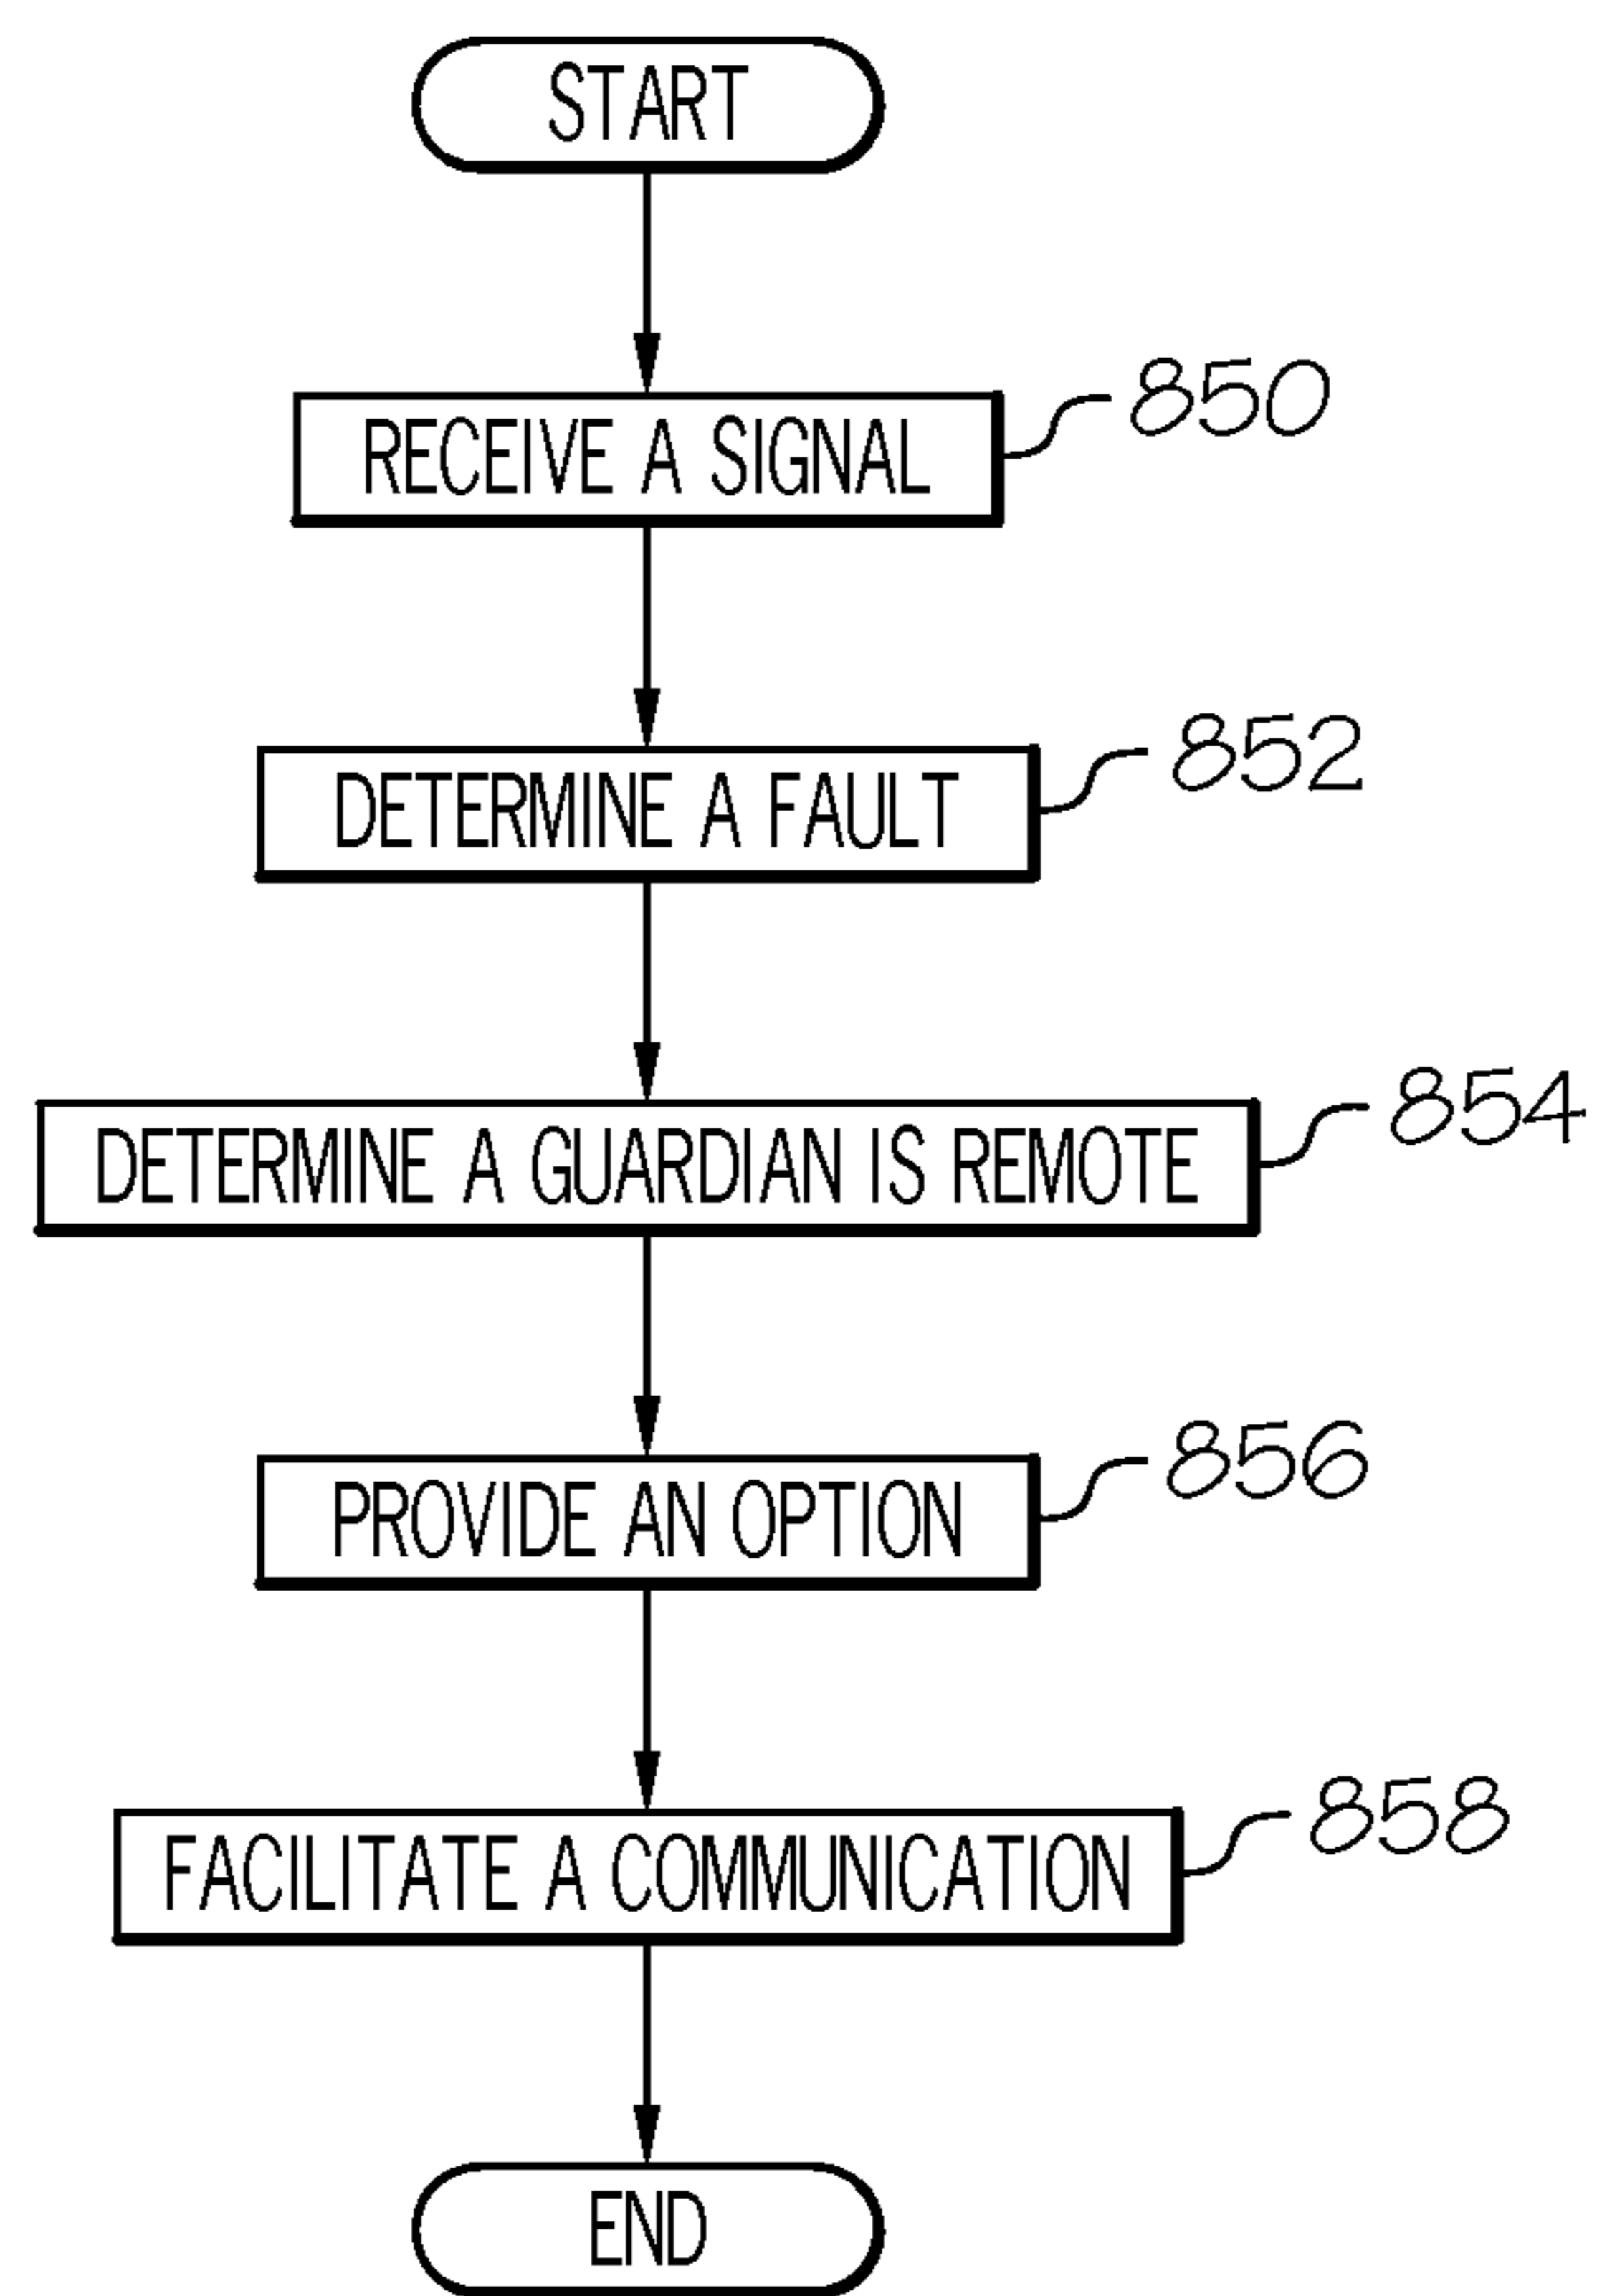 START
RECEIVE A SIGNAL
850
DETERMINE A FAULT
852
DETERMINE A GUARDIAN IS REMOTE
854
PROVIDE AN OPTION
856
FACILITATE A COMMUNICATION
858
END